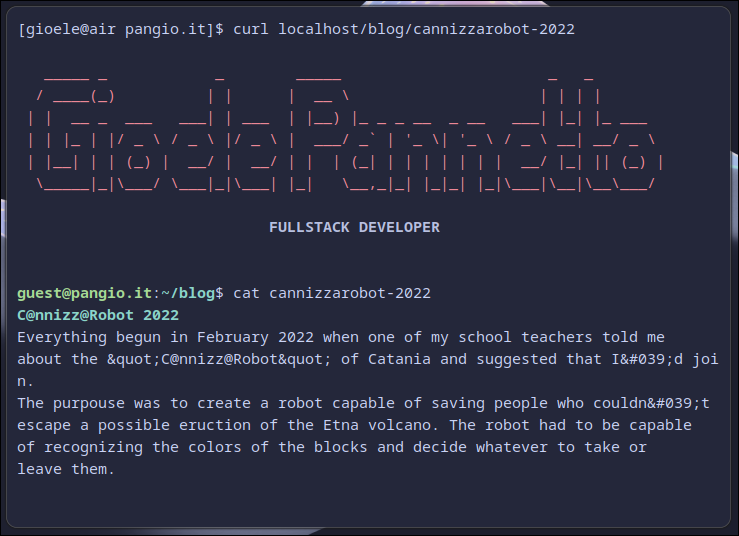 [gioele@air pangio.it]$ curl localhost/blog/cannizzarobot-2022
Gioele Pannetto
FULLSTACK DEVELOPER
guest@pangio.it:~/blog$ cat cannizzarobot-2022
C@nnizz@Robot 2022
Everything begun in February 2022 when one of my school teachers told me
about the &quot;C@nnizz@Robot&quot; of Catania and suggested that I&#039;d joi
n.
The purpouse was to create a robot capable of saving people who couldn&#039;t
escape a possible eruction of the Etna volcano. The robot had to be capable
of recognizing the colors of the blocks and decide whatever to take or
leave them.